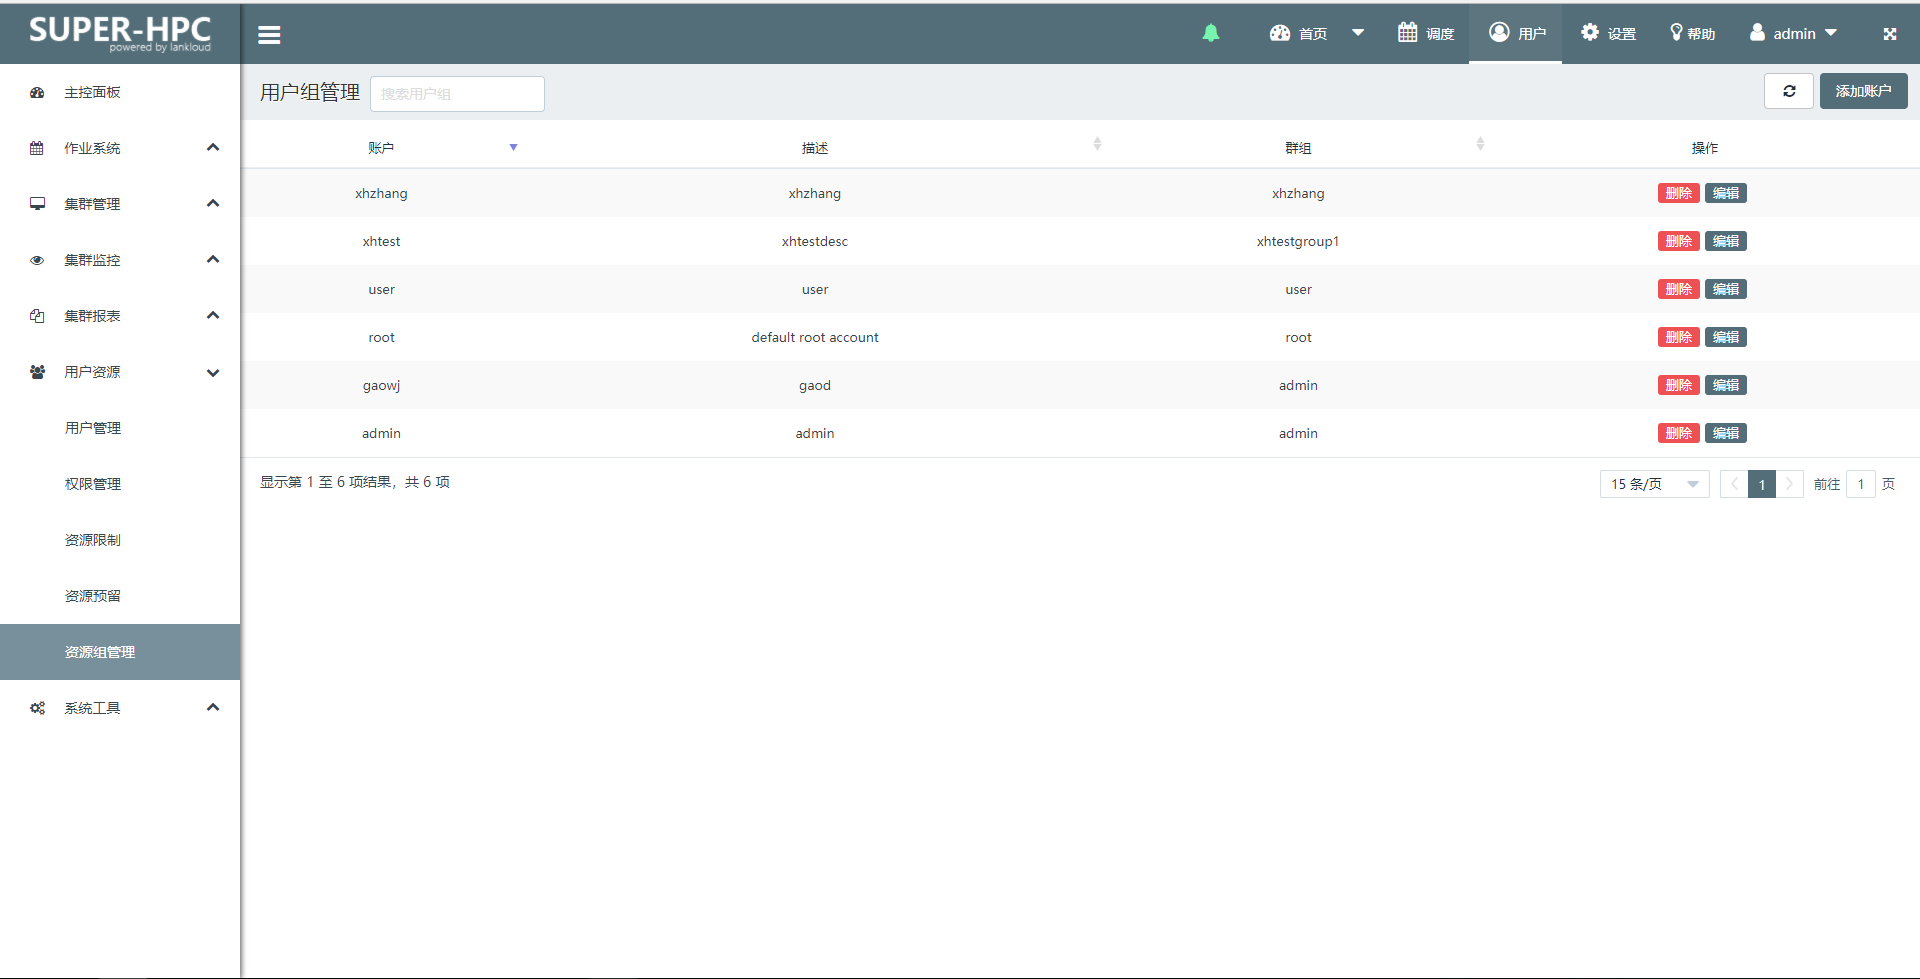 SUPER-HPC
powered by lankloud
首页
调度
用户
设置
帮助
admin
主控面板
作业系统
集群管理
集群监控
集群报表
用户资源
用户管理
权限管理
资源限制
资源预留
资源组管理
系统工具
用户组管理 搜索用户组
添加账户
账户 描述 群组 操作
xhzhang xhzhang xhzhang 删除 编辑
xhtest xhtestdesc xhtestgroup1 删除 编辑
user user user 删除 编辑
root default root account root 删除 编辑
gaowj gaod admin 删除 编辑
admin admin admin 删除 编辑
显示第 1 至 6 项结果，共 6 项
15 条/页 1 前往 1 页